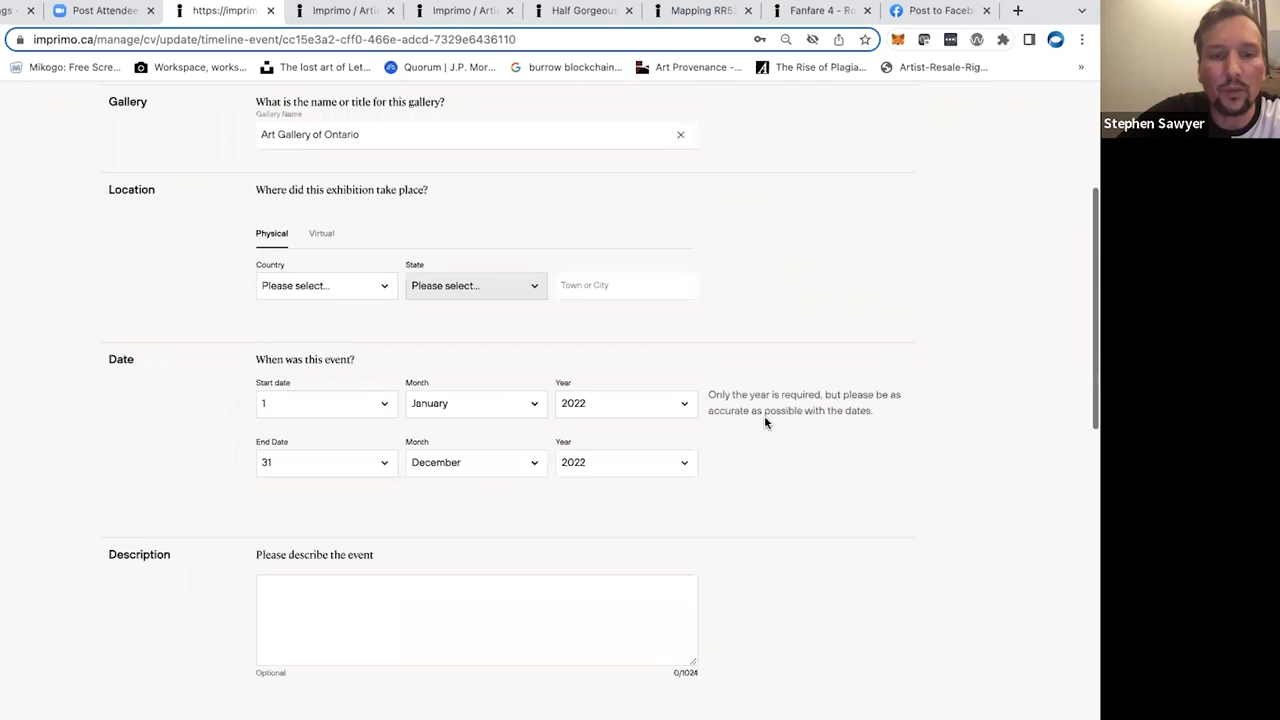 ngs - Post Attendee https://imprim Imprimo / Artis Imprimo / Artis Half Gorgeous Mapping RR5: Fanfare 4 - Ro Post to Faceb
imprimo.ca/manage/cv/update/timeline-event/cc15e3a2-cff0-466e-adcd-7329e6436110
Mikogo: Free Scre... Workspace, works... The lost art of Let... Quorum | J.P. Mor... burrow blockchain... Art Provenance -... The Rise of Plagia... Artist-Resale-Rig... »
Stephen Sawyer
Gallery
What is the name or title for this gallery?
Gallery Name
Art Gallery of Ontario
Location
Where did this exhibition take place?
Physical Virtual
Country State
Please select... Please select... Town or City
Date
When was this event?
Start date Month Year
1 January 2022
Only the year is required, but please be as
accurate as possible with the dates.
End Date Month Year
31 December 2022
Description
Please describe the event
Optional 0/1024